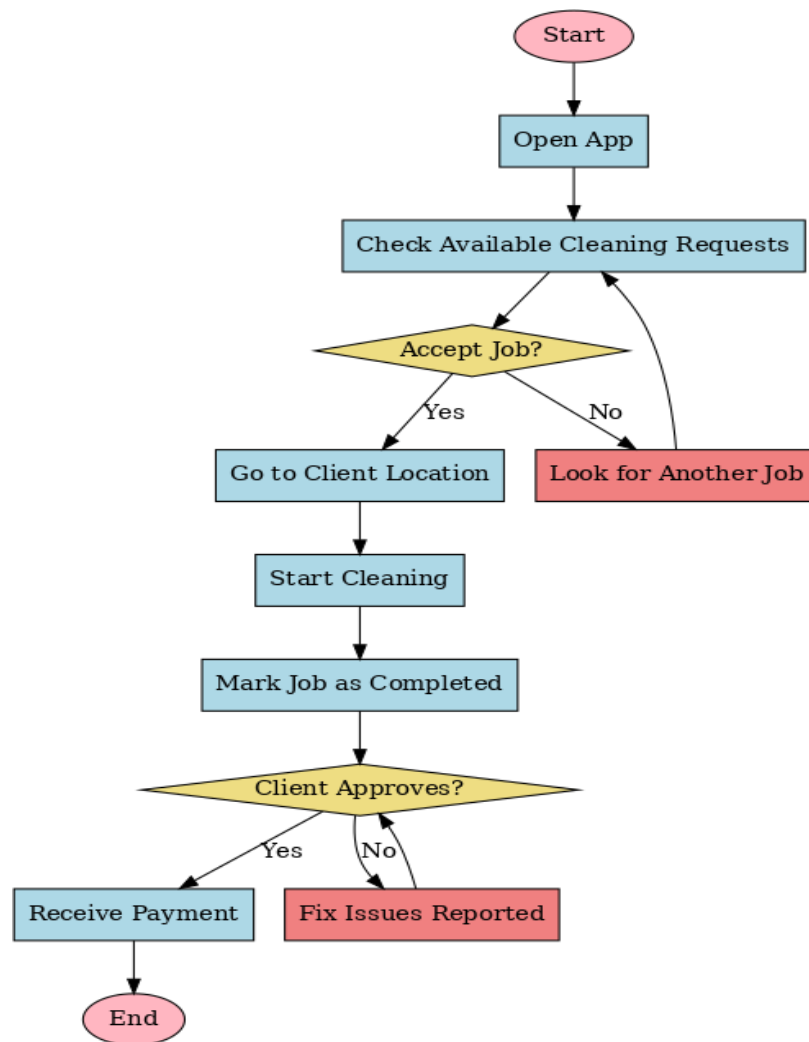 Start
Open App
Check Available Cleaning Requests
Accept Job?
Yes
No
Go to Client Location
Look for Another Job
Start Cleaning
Mark Job as Completed
Client Approves?
Yes
No
Receive Payment
Fix Issues Reported
End